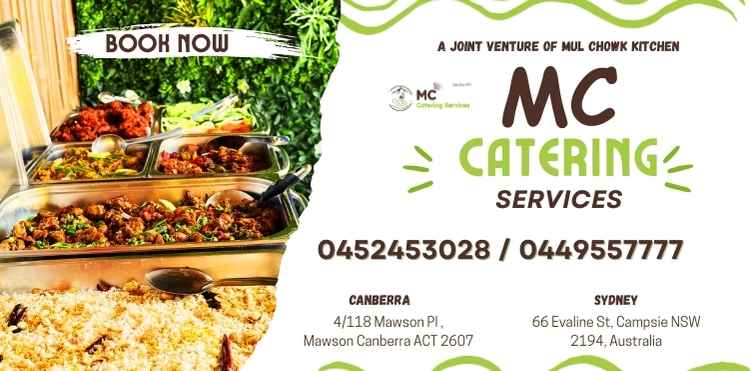 BOOK NOW
A JOINT VENTURE OF MUL CHOWK KITCHEN
MC
Catering Services
MC
CATERING
SERVICES
0452453028 / 0449557777
CANBERRA
4/118 Mawson Pl ,
Mawson Canberra ACT 2607
SYDNEY
66 Evaline St, Campsie NSW
2194, Australia